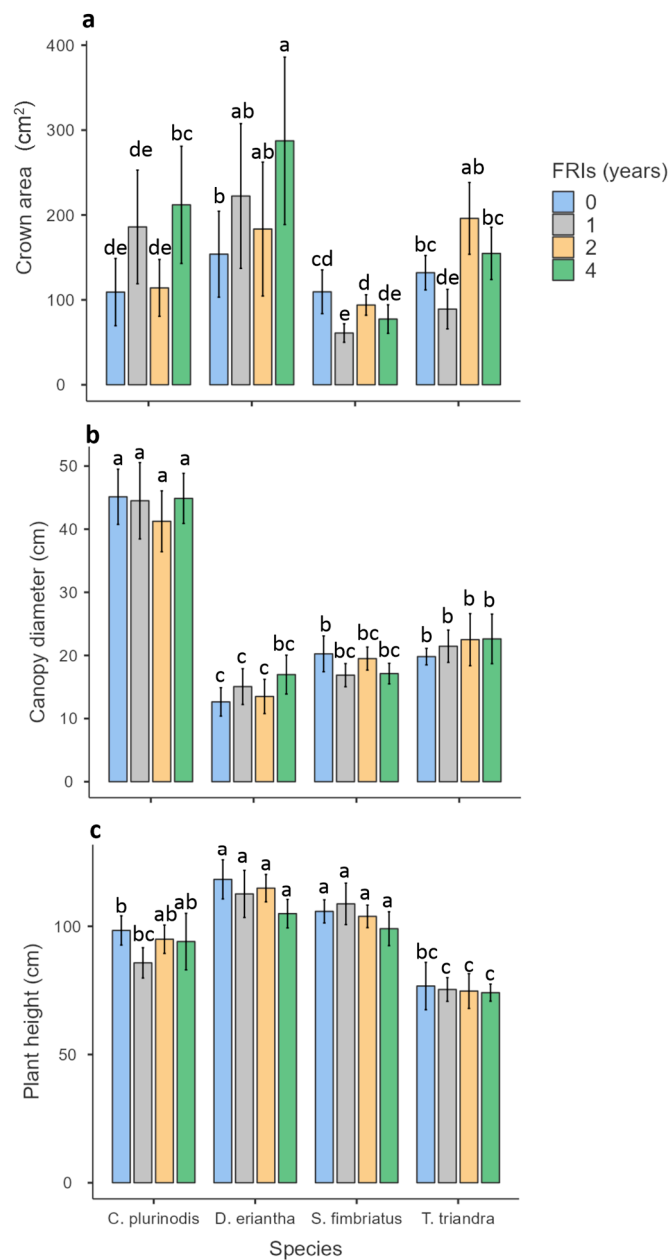 a
400
300
200
100
0
Crown area (cm²)
de
de
de
bc
b
ab
ab
a
cd
e
d
de
bc
de
ab
bc
FRIs (years)
0
1
2
4
b
50
40
30
20
10
0
Canopy diameter (cm)
a
a
a
a
c
c
c
bc
b
bc
bc
bc
b
b
b
b
c
100
50
0
Plant height (cm)
b
bc
ab
ab
a
a
a
a
a
a
a
a
bc
c
c
c
C. plurinodis D. eriantha S. fimbriatus T. triandra
Species